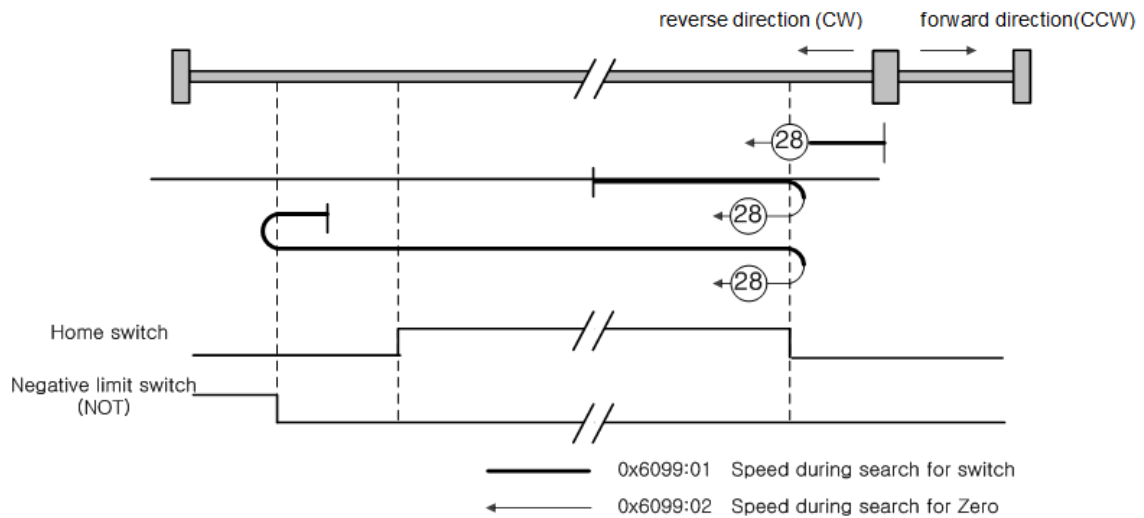 reverse direction (CW) forward direction(CCW)
28
28
28
Home switch
Negative limit switch
(NOT)
0x6099:01 Speed during search for switch
0x6099:02 Speed during search for Zero